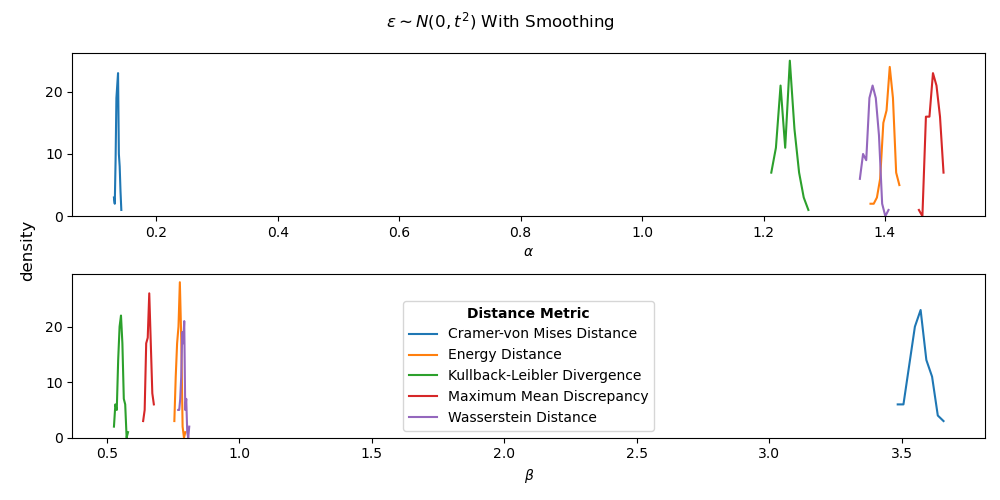 ε ~ N(0, t²) With Smoothing
density
20
10
0
0.2 0.4 0.6 0.8 1.0 1.2 1.4
α
20
10
0
Distance Metric
Cramer-von Mises Distance
Energy Distance
Kullback-Leibler Divergence
Maximum Mean Discrepancy
Wasserstein Distance
0.5 1.0 1.5 2.0 2.5 3.0 3.5
β